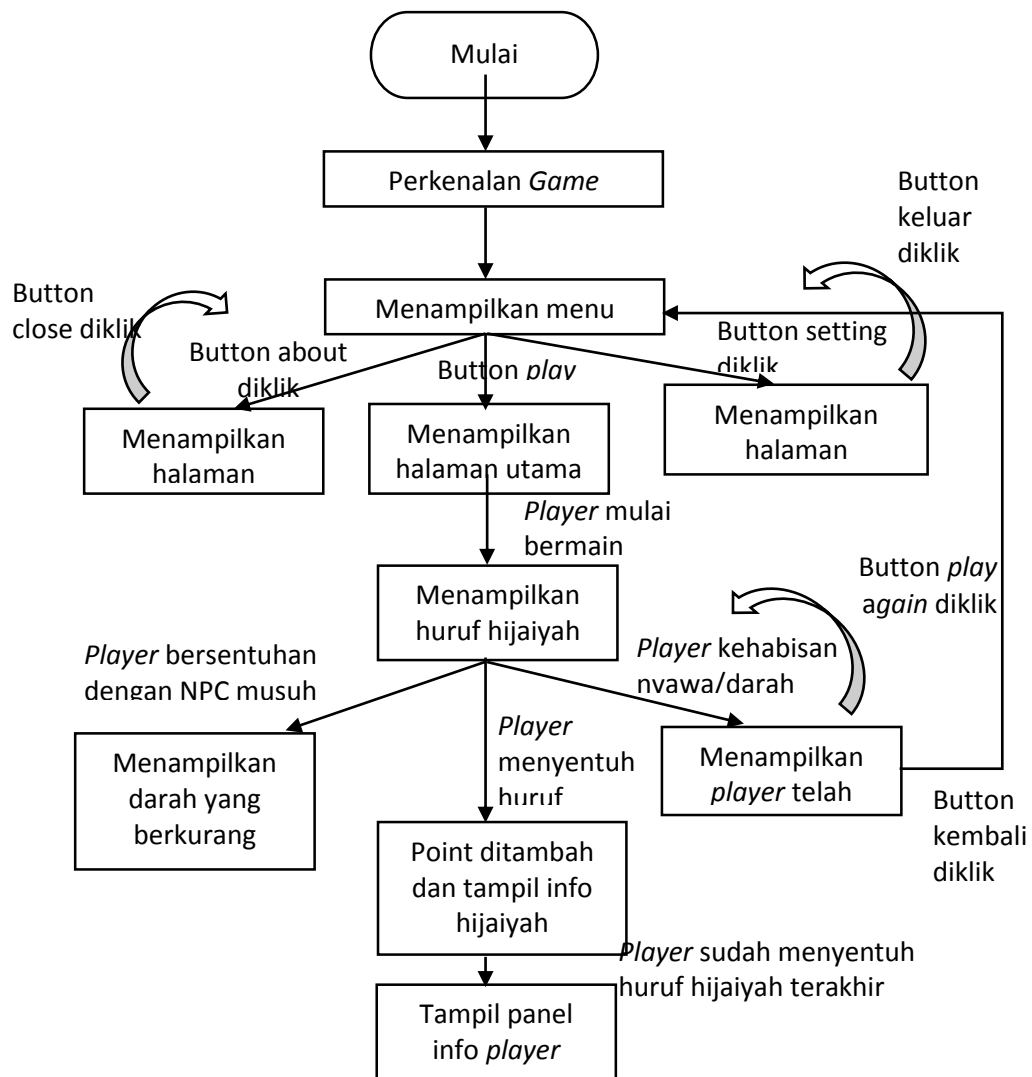 Mulai
Perkenalan Game
Button
keluar
diklik
Button
close diklik
Menampilkan menu
Button about
diklik
Button play
Button setting
diklik
Menampilkan
halaman
Menampilkan
halaman utama
Menampilkan
halaman
Player mulai
bermain
Menampilkan
huruf hijaiyah
Button play
again diklik
Player bersentuhan
dengan NPC musuh
Player
menyentuh
huruf
Player kehabisan
nyawa/darah
Menampilkan
darah yang
berkurang
Menampilkan
player telah
Button
kembali
diklik
Point ditambah
dan tampil info
hijaiyah
Player sudah menyentuh
huruf hijaiyah terakhir
Tampil panel
info player